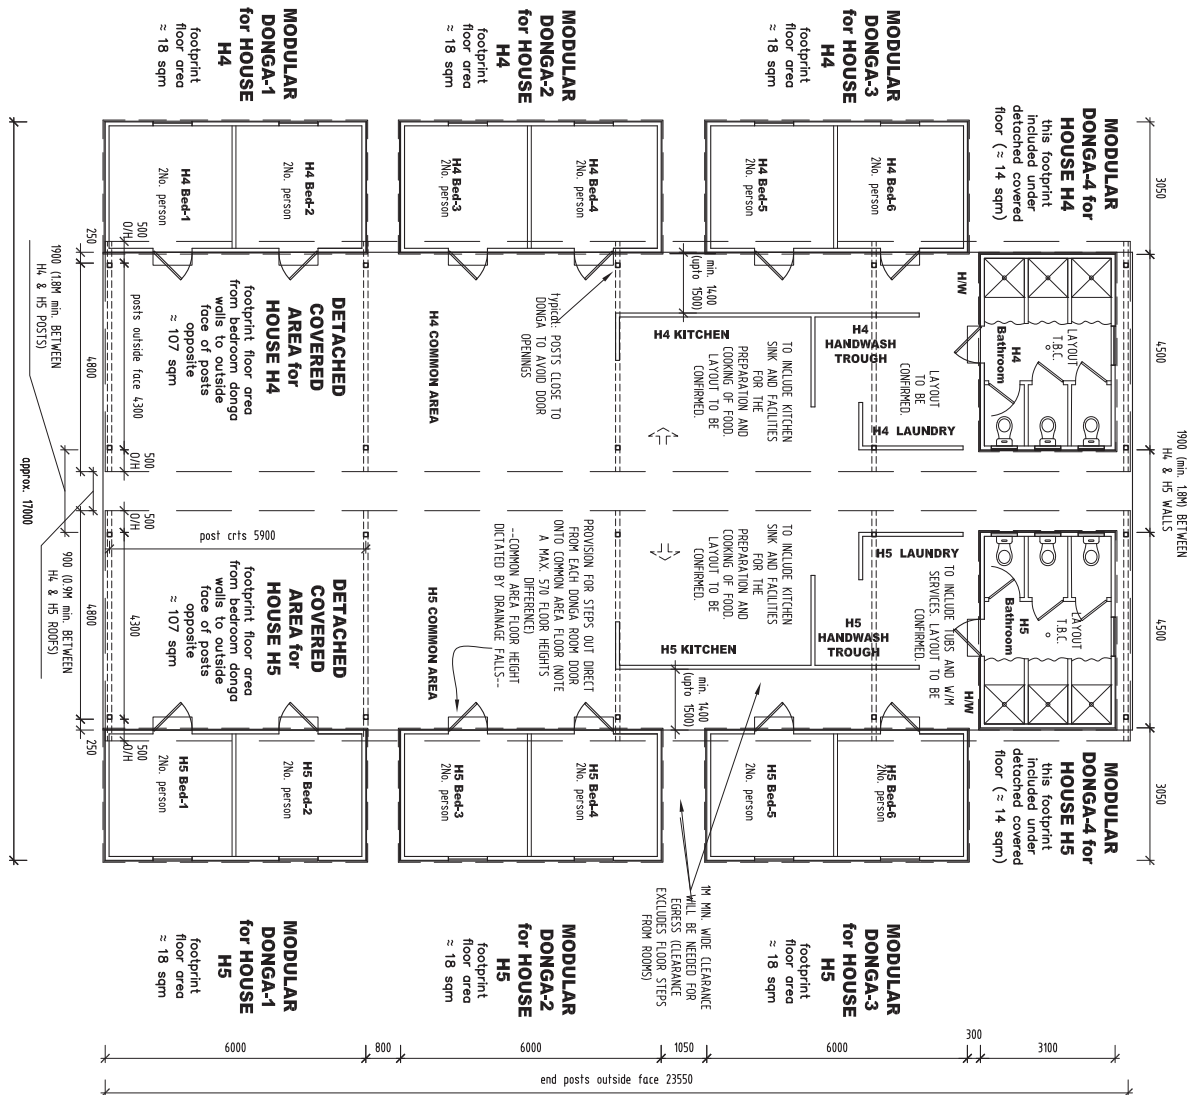 MODULAR
DONGA-1
for HOUSE
H4
footprint
floor area
≈ 18 sqm
MODULAR
DONGA-2
for HOUSE
H4
footprint
floor area
≈ 18 sqm
MODULAR
DONGA-3
for HOUSE
H4
footprint
floor area
≈ 18 sqm
MODULAR
DONGA-4 for
HOUSE H4
this footprint
included under
detached covered
floor (≈ 14 sqm)
H4 Bed-1
2No. person
H4 Bed-2
2No. person
H4 Bed-3
2No. person
H4 Bed-4
2No. person
H4 Bed-5
2No. person
H4 Bed-6
2No. person
3050
250
500
O/H
1900 (1.8M min. BETWEEN
H4 & H5 POSTS)
4800
posts outside face 4300
500
O/H
DETACHED
COVERED
AREA for
HOUSE H4
footprint floor area
from bedroom donga
walls to outside
face of posts
opposite
≈ 107 sqm
H4 COMMON AREA
typical: POSTS CLOSE TO
DONGA TO AVOID DOOR
OPENINGS
min. 1400
(upto 1500)
H4 KITCHEN
TO INCLUDE KITCHEN
SINK AND FACILITIES
FOR THE
PREPARATION AND
COOKING OF FOOD.
LAYOUT TO BE
CONFIRMED.
H4
HANDWASH
TROUGH
LAYOUT
TO BE
CONFIRMED.
H4 LAUNDRY
H/W
H4
Bathroom
LAYOUT
T.B.C.
4500
1900 (min. 1.8M) BETWEEN
H4 & H5 WALLS
approx. 17000
500
O/H
post crts 5900
900 (0.9M min. BETWEEN
H4 & H5 ROOFS)
4800
4300
DETACHED
COVERED
AREA for
HOUSE H5
footprint floor area
from bedroom donga
walls to outside
face of posts
opposite
≈ 107 sqm
H5 COMMON AREA
PROVISION FOR STEPS OUT DIRECT
FROM EACH DONGA ROOM DOOR
ONTO COMMON AREA FLOOR (NOTE
A MAX. 570 FLOOR HEIGHTS
DIFFERENCE)
--COMMON AREA FLOOR HEIGHT
DICTATED BY DRAINAGE FALLS--
TO INCLUDE KITCHEN
SINK AND FACILITIES
FOR THE
PREPARATION AND
COOKING OF FOOD.
LAYOUT TO BE
CONFIRMED.
H5 KITCHEN
min. 1400
(upto 1500)
H5 LAUNDRY
TO INCLUDE TUBS AND W/M
SERVICES. LAYOUT TO BE
CONFIRMED.
H5
HANDWASH
TROUGH
H/W
H5
Bathroom
LAYOUT
T.B.C.
4500
250
500
O/H
H5 Bed-1
2No. person
H5 Bed-2
2No. person
H5 Bed-3
2No. person
H5 Bed-4
2No. person
H5 Bed-5
2No. person
H5 Bed-6
2No. person
3050
MODULAR
DONGA-4 for
HOUSE H5
this footprint
included under
detached covered
floor (≈ 14 sqm)
1M MIN. WIDE CLEARANCE
WILL BE NEEDED FOR
EGRESS (CLEARANCE
EXCLUDES FLOOR STEPS
FROM ROOMS)
MODULAR
DONGA-1
for HOUSE
H5
footprint
floor area
≈ 18 sqm
MODULAR
DONGA-2
for HOUSE
H5
footprint
floor area
≈ 18 sqm
MODULAR
DONGA-3
for HOUSE
H5
footprint
floor area
≈ 18 sqm
6000
800
6000
1050
6000
300
3100
end posts outside face 23550